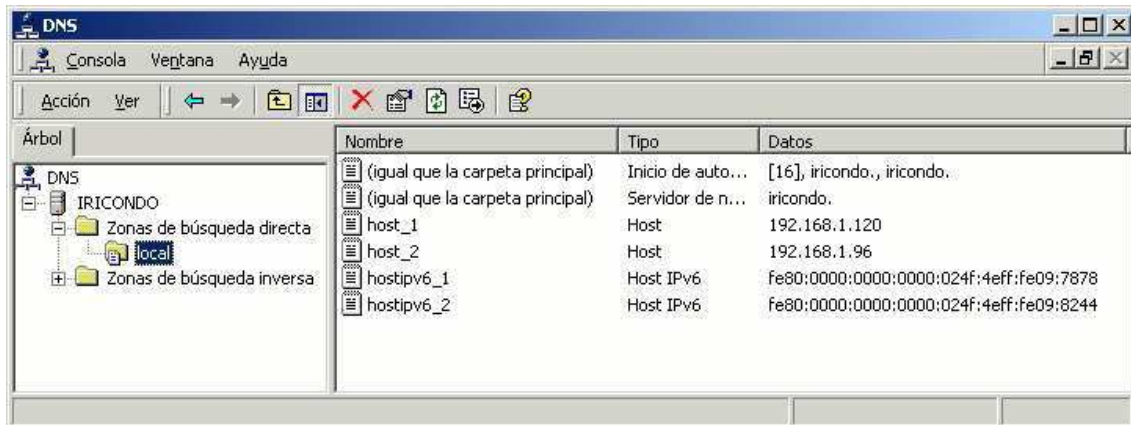 DNS
Consola Ventana Ayuda
Acción Ver
Árbol
DNS
IRICONDO
Zonas de búsqueda directa
local
Zonas de búsqueda inversa
Nombre Tipo Datos
(igual que la carpeta principal) Inicio de auto... [16], iricondo., iricondo.
(igual que la carpeta principal) Servidor de n... iricondo.
host_1 Host 192.168.1.120
host_2 Host 192.168.1.96
hostipv6_1 Host IPv6 fe80:0000:0000:0000:024f:4eff:fe09:7878
hostipv6_2 Host IPv6 fe80:0000:0000:0000:024f:4eff:fe09:8244